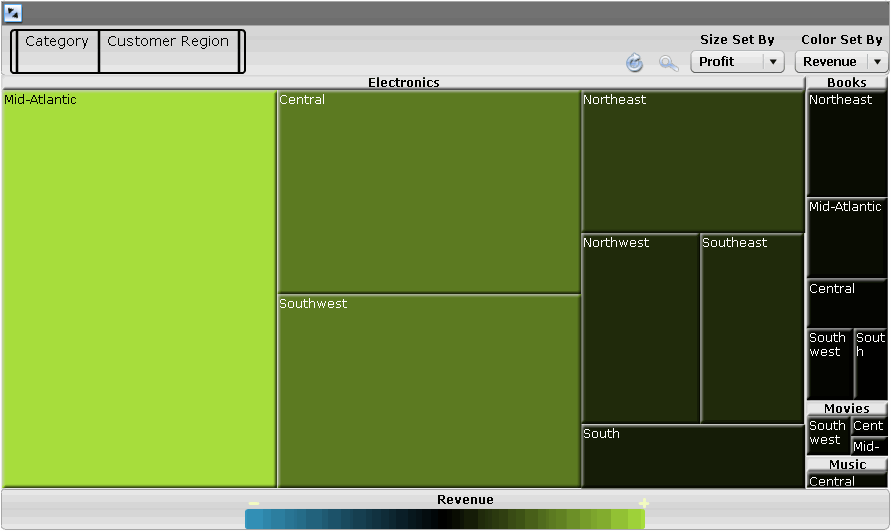 Category
Customer Region
Size Set By
Profit
Color Set By
Revenue
Electronics
Mid-Atlantic
Central
Southwest
Northeast
Northwest
Southeast
South
Books
Northeast
Mid-Atlantic
Central
South
west
Sout
h
Movies
South
west
Cent
Mid-
Music
Central
Revenue
− +